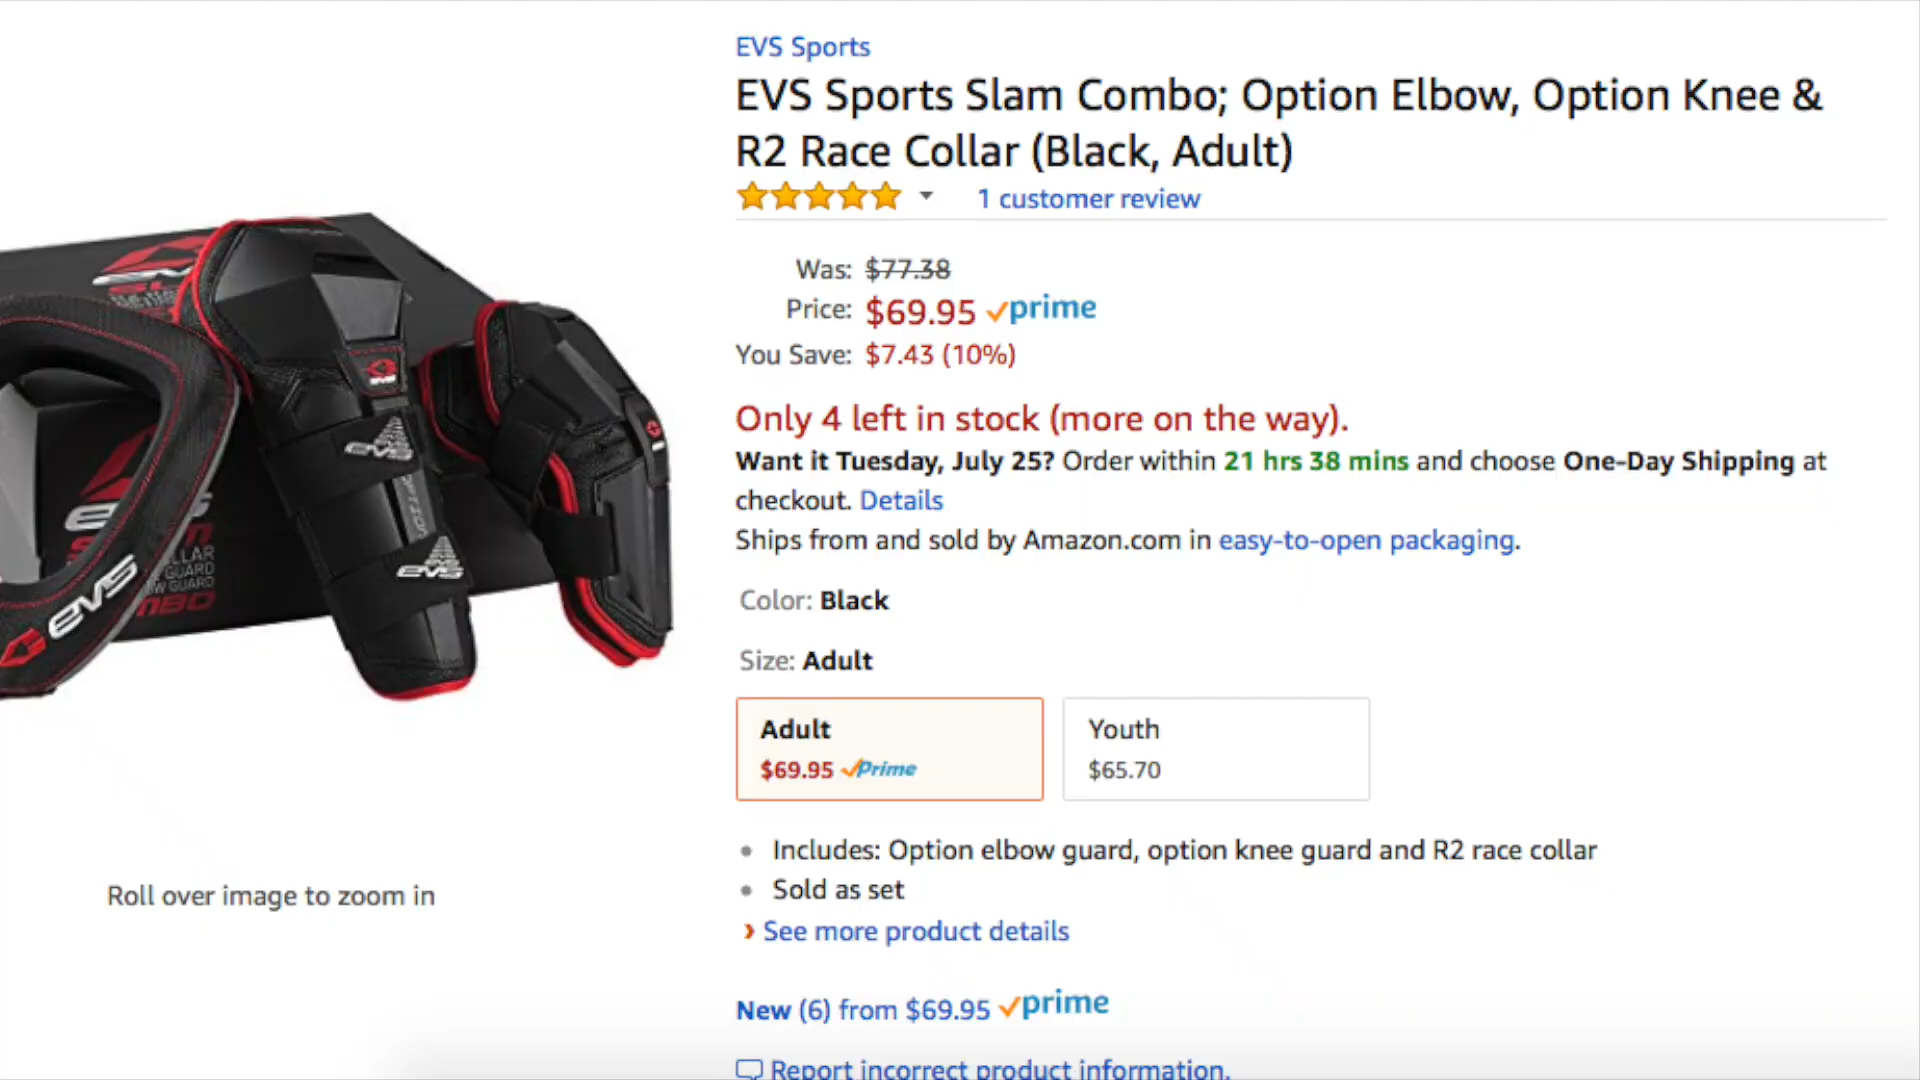 EVS Sports
EVS Sports Slam Combo; Option Elbow, Option Knee &
R2 Race Collar (Black, Adult)
1 customer review
Was: $77.38
Price: $69.95 prime
You Save: $7.43 (10%)
Only 4 left in stock (more on the way).
Want it Tuesday, July 25? Order within 21 hrs 38 mins and choose One-Day Shipping at
checkout. Details
Ships from and sold by Amazon.com in easy-to-open packaging.
Color: Black
Size: Adult
Adult
$69.95 Prime
Youth
$65.70
• Includes: Option elbow guard, option knee guard and R2 race collar
• Sold as set
› See more product details
New (6) from $69.95 prime
Report incorrect product information.
EVS
EVS
EVS
EVS
GUARD
GUARD
Roll over image to zoom in